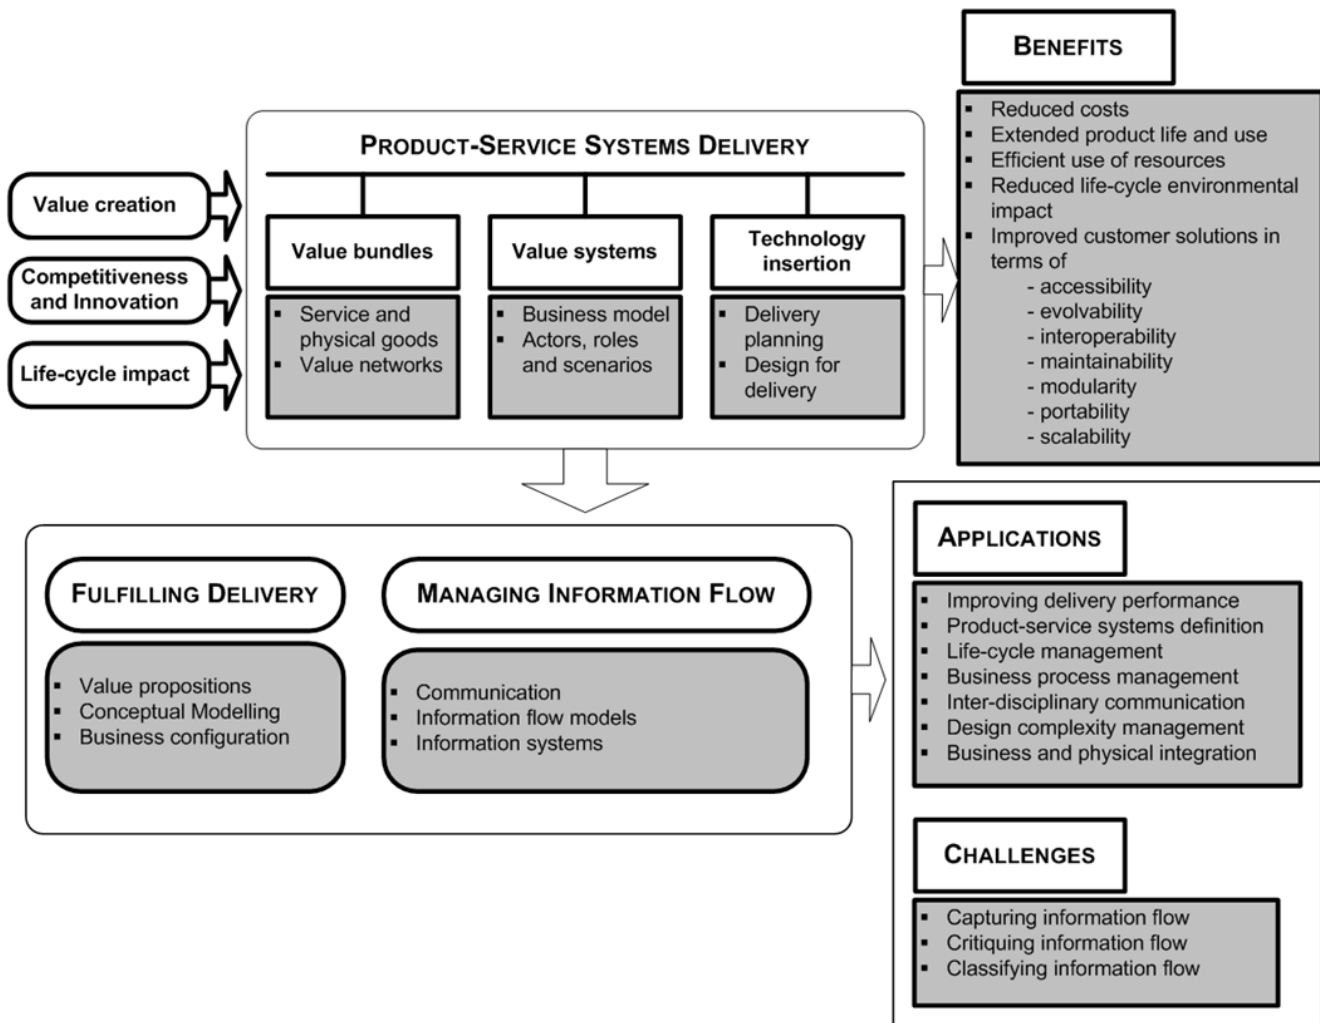 BENEFITS
▪ Reduced costs
▪ Extended product life and use
▪ Efficient use of resources
▪ Reduced life-cycle environmental
impact
▪ Improved customer solutions in
terms of
- accessibility
- evolvability
- interoperability
- maintainability
- modularity
- portability
- scalability
PRODUCT-SERVICE SYSTEMS DELIVERY
Value creation
Competitiveness
and Innovation
Life-cycle impact
Value bundles
▪ Service and
physical goods
▪ Value networks
Value systems
▪ Business model
▪ Actors, roles
and scenarios
Technology
insertion
▪ Delivery
planning
▪ Design for
delivery
FULFILLING DELIVERY
▪ Value propositions
▪ Conceptual Modelling
▪ Business configuration
MANAGING INFORMATION FLOW
▪ Communication
▪ Information flow models
▪ Information systems
APPLICATIONS
▪ Improving delivery performance
▪ Product-service systems definition
▪ Life-cycle management
▪ Business process management
▪ Inter-disciplinary communication
▪ Design complexity management
▪ Business and physical integration
CHALLENGES
▪ Capturing information flow
▪ Critiquing information flow
▪ Classifying information flow